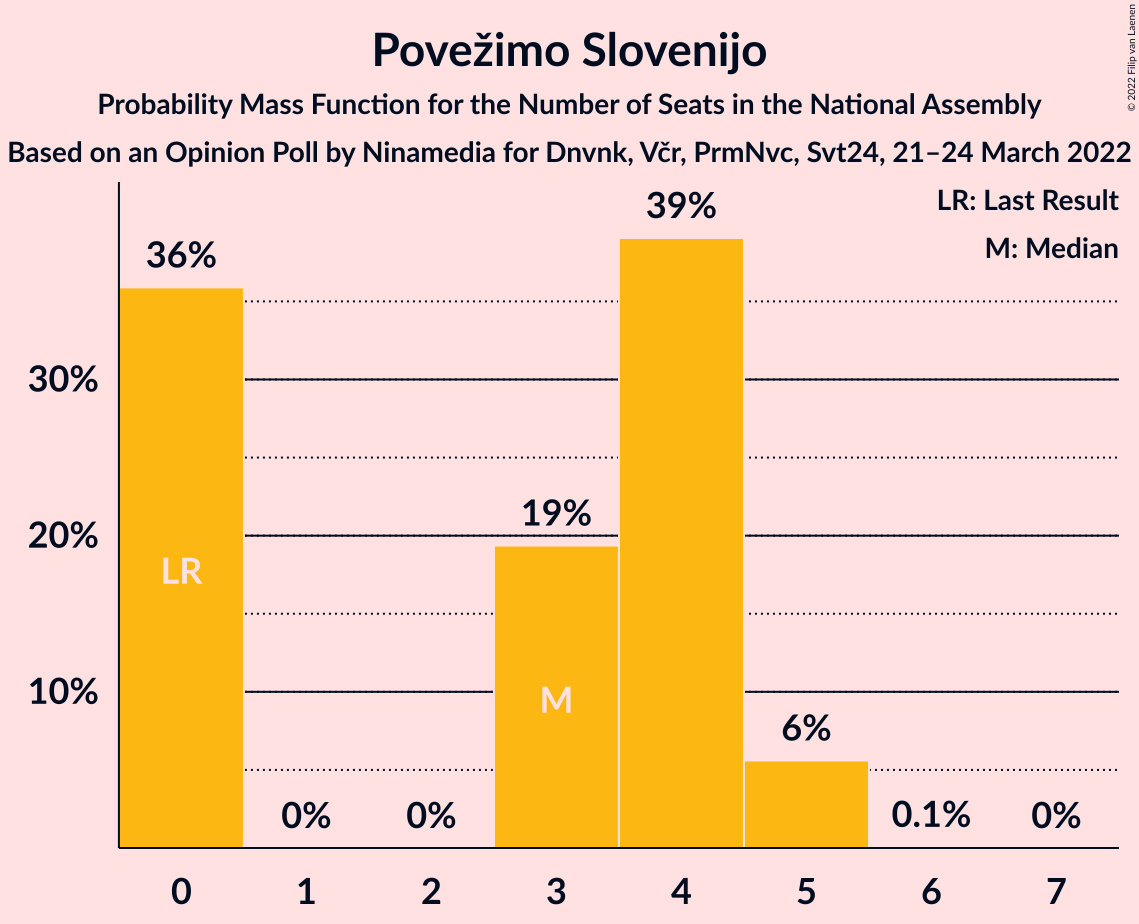 Povežimo Slovenijo
Probability Mass Function for the Number of Seats in the National Assembly
Based on an Opinion Poll by Ninamedia for Dnvnk, Včr, PrmNvc, Svt24, 21–24 March 2022
© 2022 Filip van Laenen
LR: Last Result
M: Median
39%
36%
30%
19%
20%
LR
10%
M
6%
0%
0%
0.1%
0%
0 1 2 3 4 5 6 7